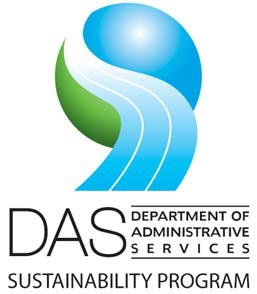 DAS DEPARTMENT OF
ADMINISTRATIVE
SERVICES
SUSTAINABILITY PROGRAM